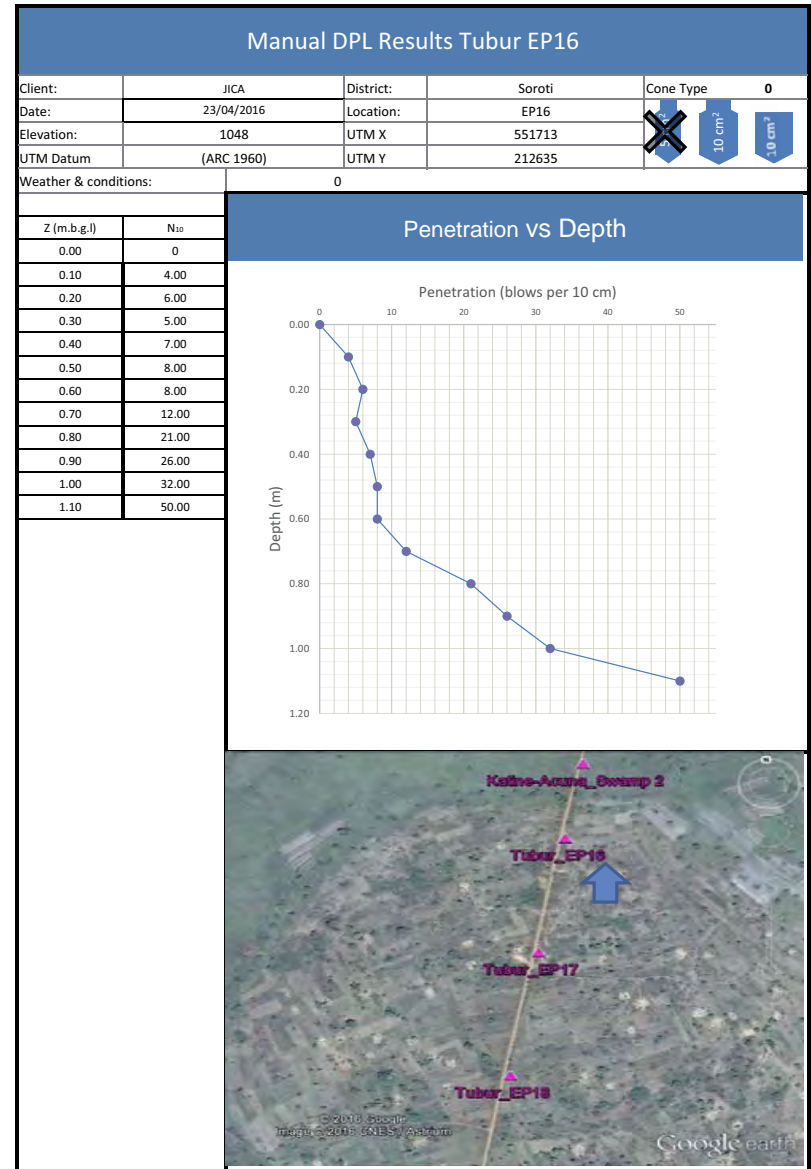 Manual DPL Results Tubur EP16
Client: JICA District: Soroti Cone Type 0
Date: 23/04/2016 Location: EP16
Elevation: 1048 UTM X 551713
UTM Datum (ARC 1960) UTM Y 212635
10 cm²
10 cm²
Weather & conditions: 0
Z (m.b.g.l) N10
0.00 0
0.10 4.00
0.20 6.00
0.30 5.00
0.40 7.00
0.50 8.00
0.60 8.00
0.70 12.00
0.80 21.00
0.90 26.00
1.00 32.00
1.10 50.00
Penetration vs Depth
Penetration (blows per 10 cm)
0 10 20 30 40 50
0.00
0.20
0.40
0.60
0.80
1.00
1.20
Depth (m)
Katine-Acuna_Swamp 2
Tubur_EP16
Tubur_EP17
Tubur_EP18
© 2016 Google
Image © 2016 CNES / Astrium
Google earth